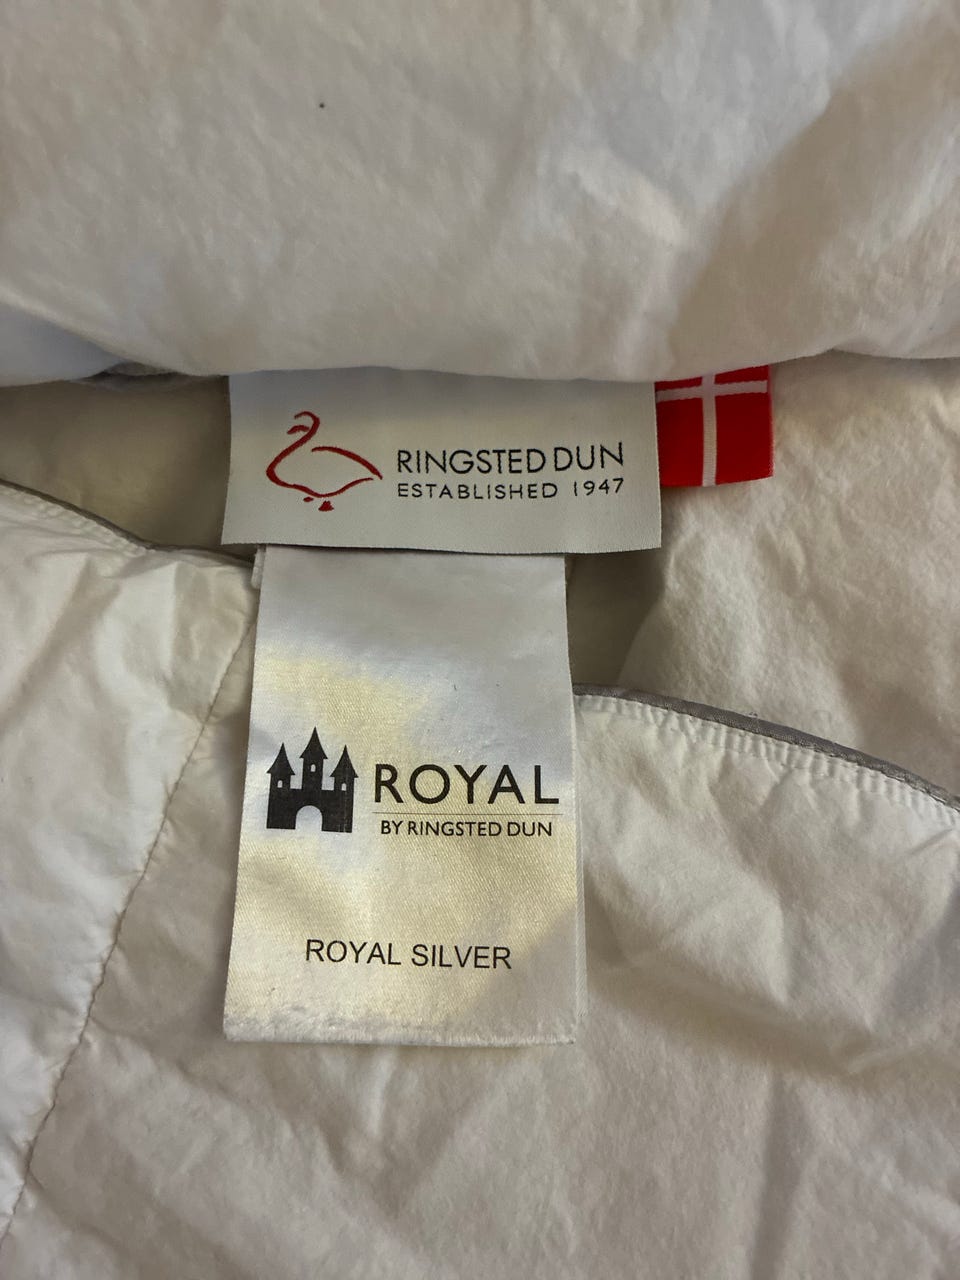 RINGSTED DUN
ESTABLISHED 1947
ROYAL
BY RINGSTED DUN
ROYAL SILVER